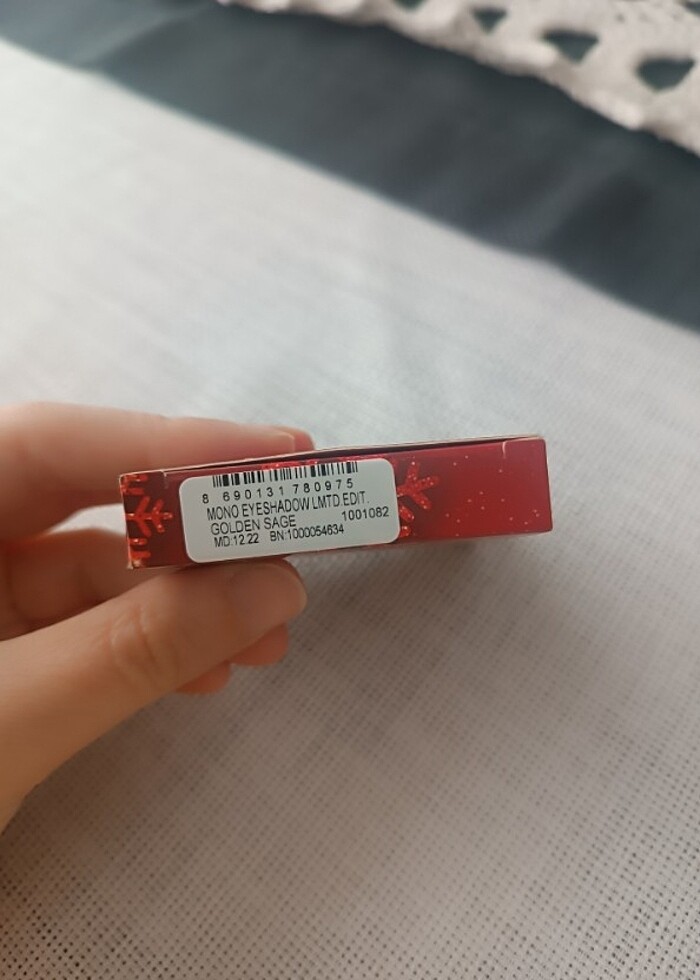 8 690131 780975
MONO EYESHADOW LMTD.EDIT.
GOLDEN SAGE 1001082
MD:12.22 BN:1000054634